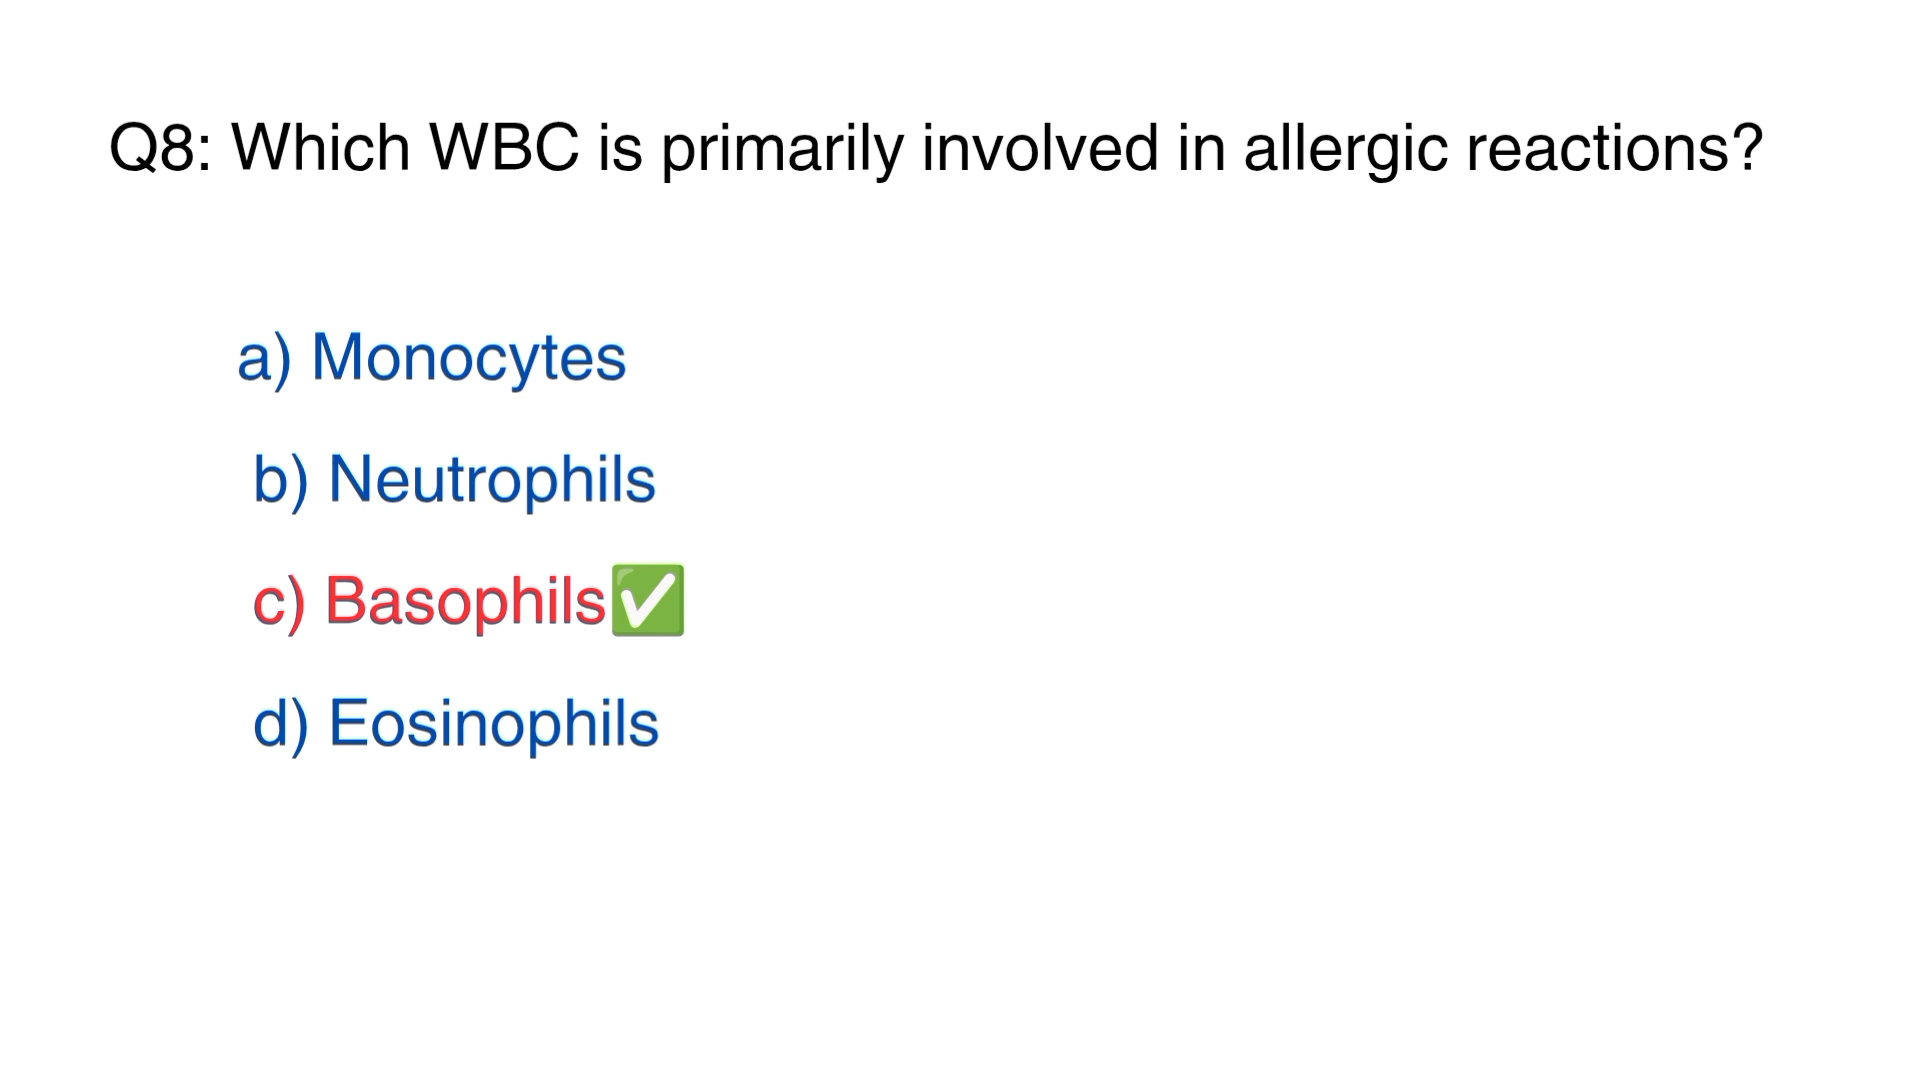 Q8: Which WBC is primarily involved in allergic reactions?
a) Monocytes
b) Neutrophils
c) Basophils✅
d) Eosinophils